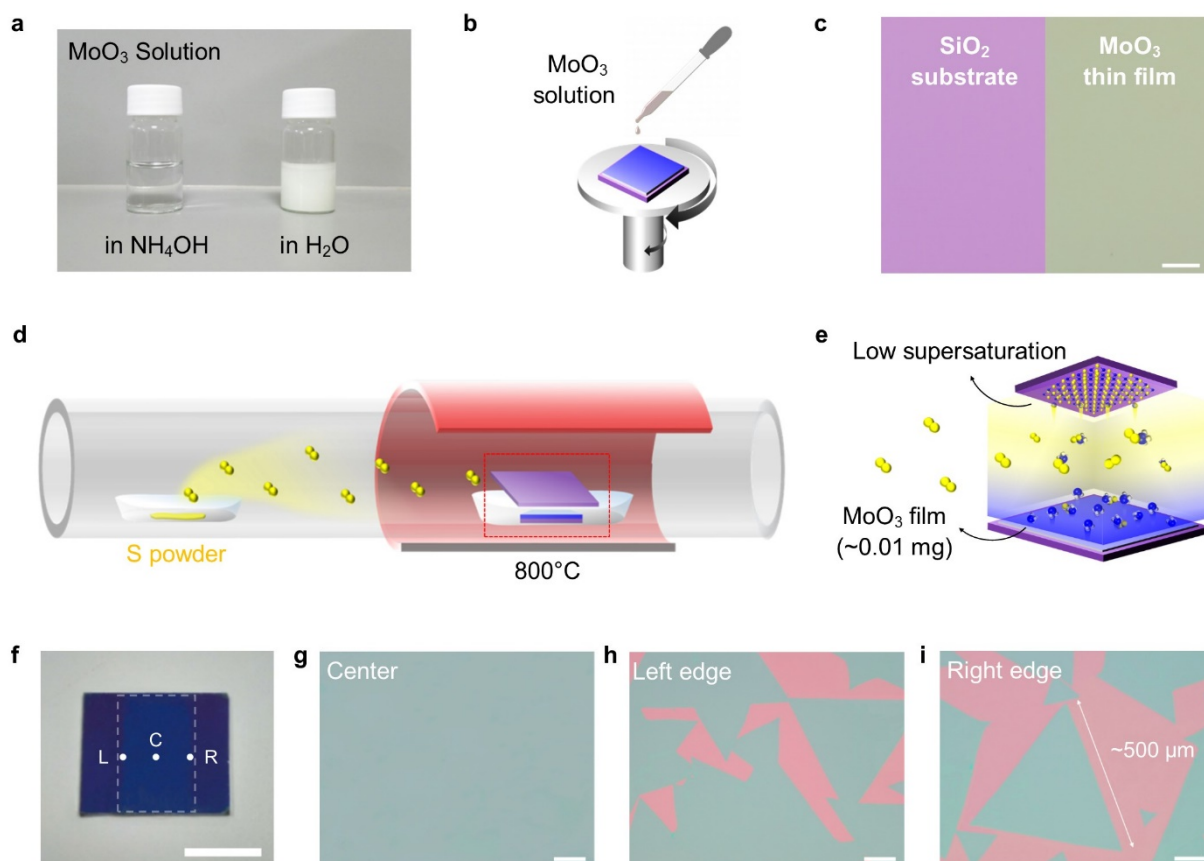 a
MoO₃ Solution
in NH₄OH
in H₂O
b
MoO₃
solution
c
SiO₂
substrate
MoO₃
thin film
d
S powder
800°C
e
Low supersaturation
MoO₃ film
(~0.01 mg)
f
L
C
R
g
Center
h
Left edge
i
Right edge
~500 µm